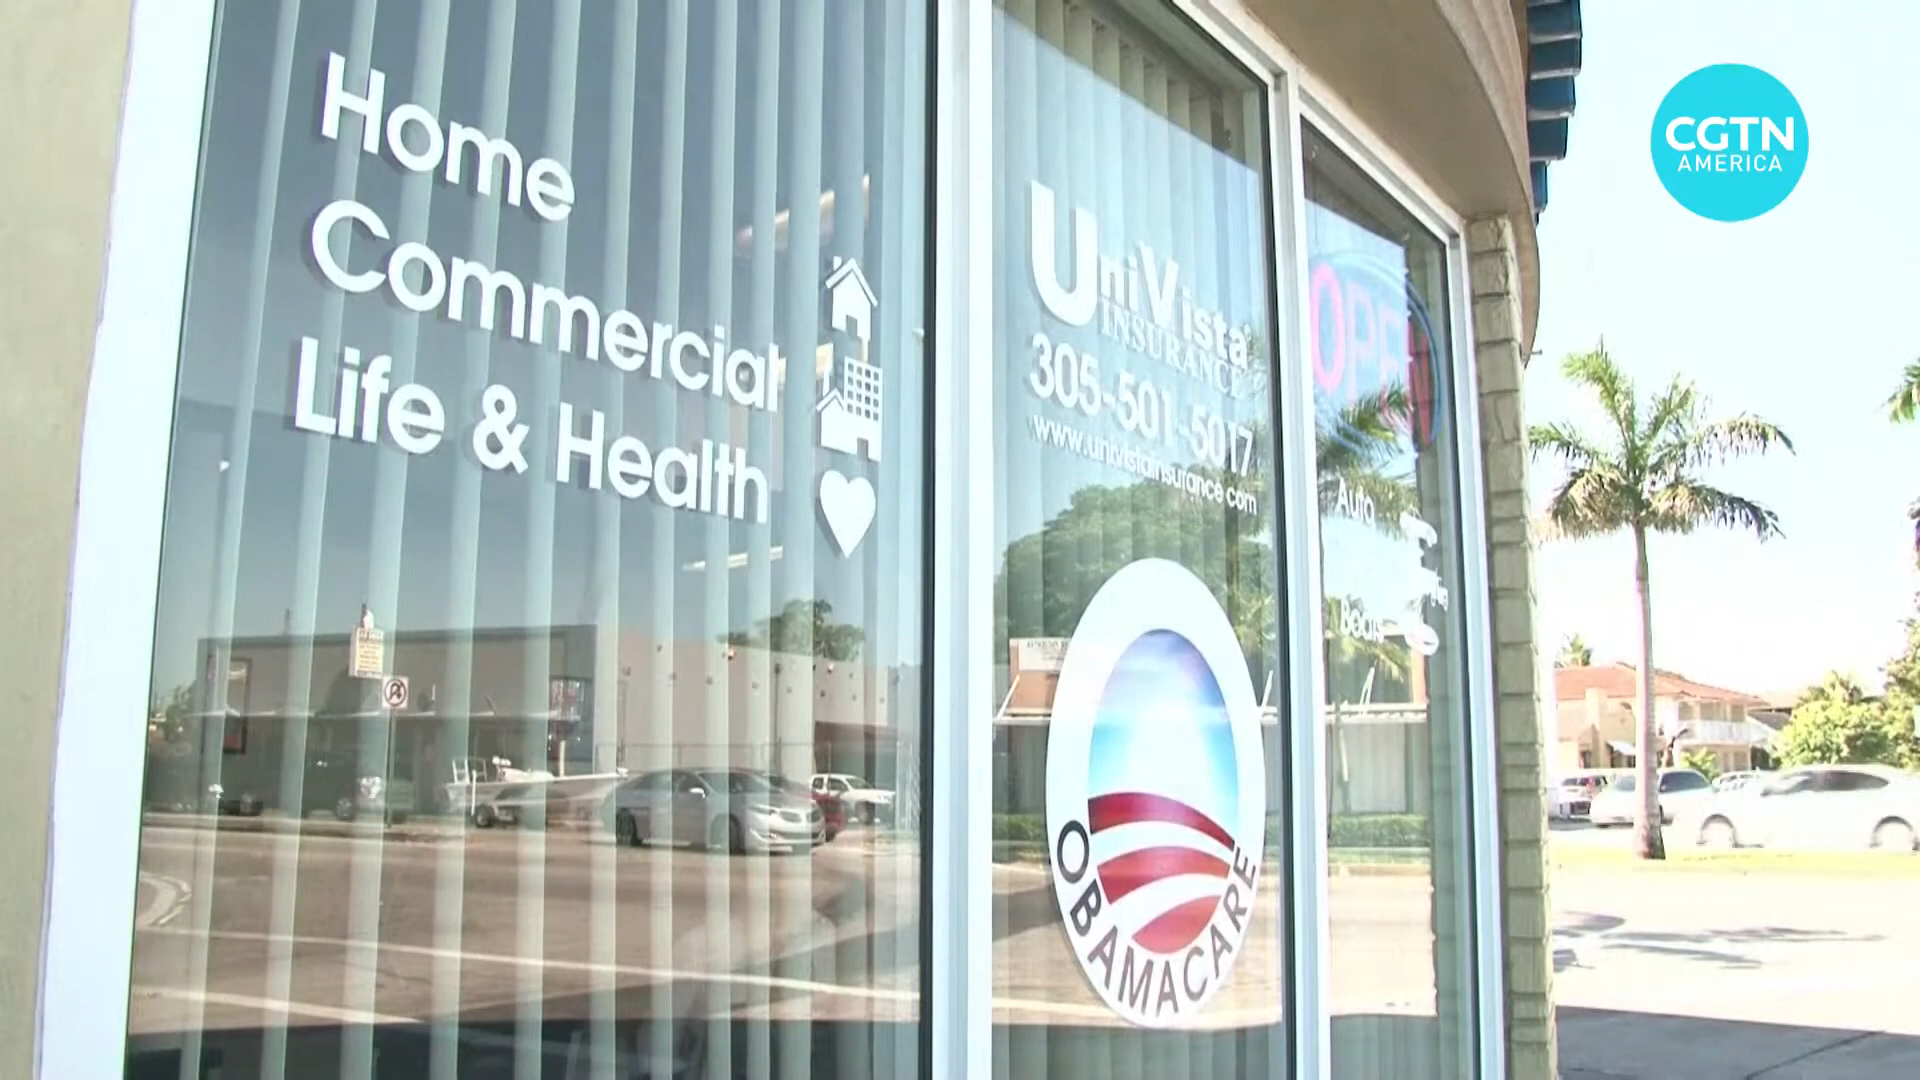 Home
Commercial
Life & Health
UniVista
INSURANCE
305-501-5017
www.univistainsurance.com
OBAMACARE
OPEN
Auto
Boats
CGTN
AMERICA